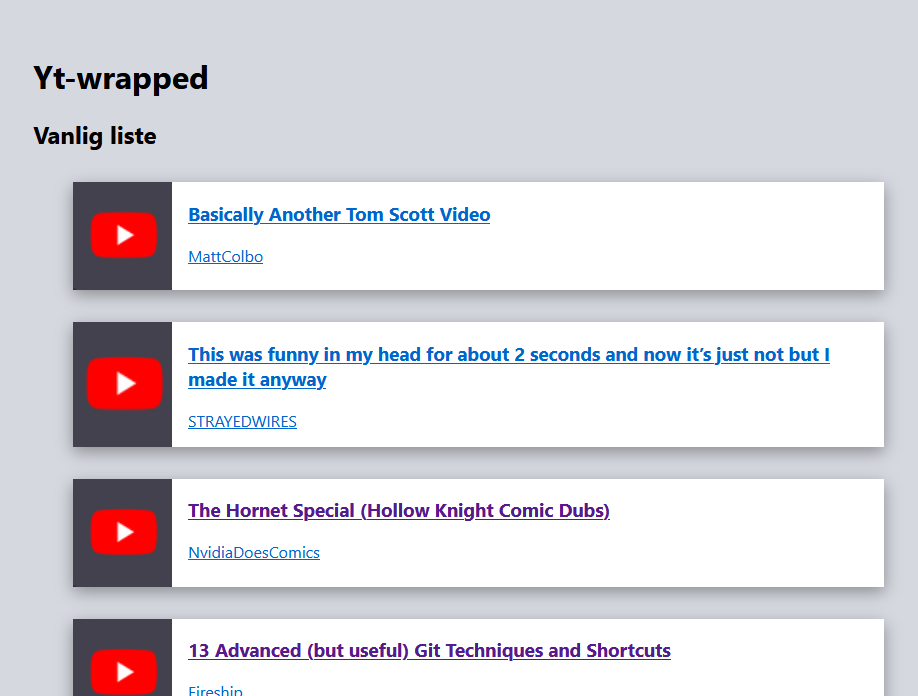 Yt-wrapped
Vanlig liste
Basically Another Tom Scott Video
MattColbo
This was funny in my head for about 2 seconds and now it’s just not but I
made it anyway
STRAYEDWIRES
The Hornet Special (Hollow Knight Comic Dubs)
NvidiaDoesComics
13 Advanced (but useful) Git Techniques and Shortcuts
Fireship